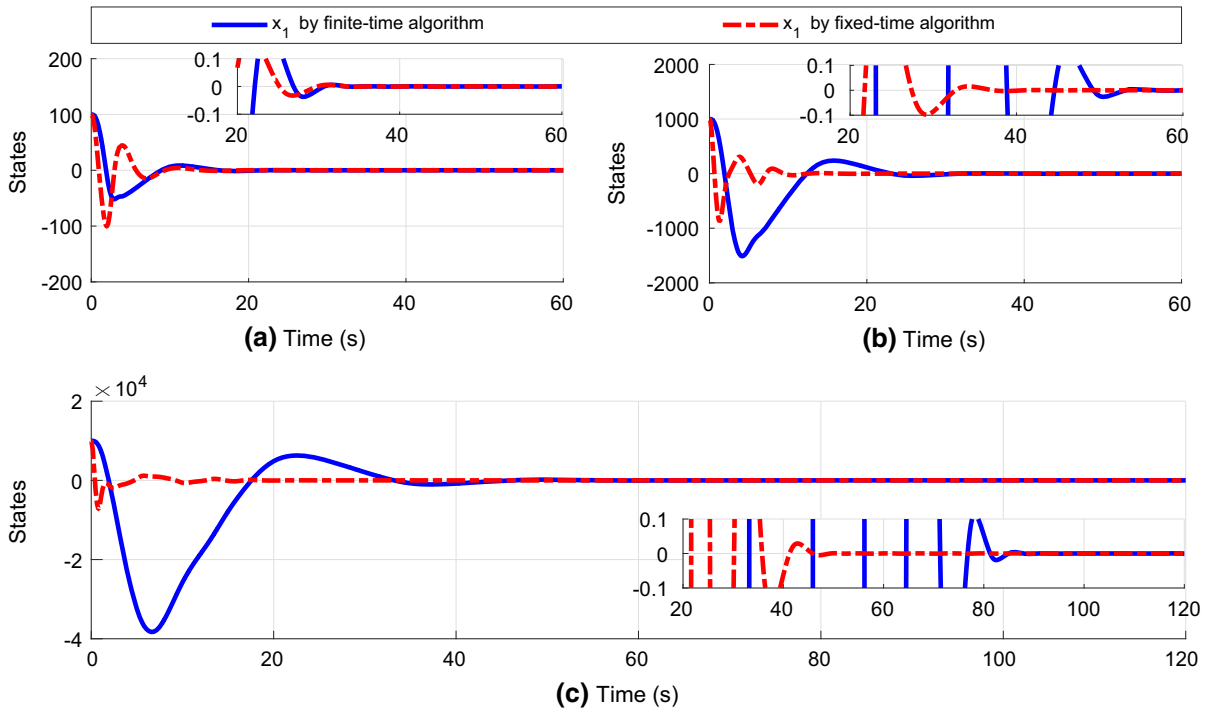 x1 by finite-time algorithm x1 by fixed-time algorithm
200
100
0
-100
-200
States
0 20 40 60
0.1
0
-0.1
20 40 60
(a) Time (s)
2000
1000
0
-1000
-2000
States
0 20 40 60
0.1
0
-0.1
20 40 60
(b) Time (s)
×10^4
2
0
-2
-4
States
0 20 40 60 80 100 120
0.1
0
-0.1
20 40 60 80 100 120
(c) Time (s)